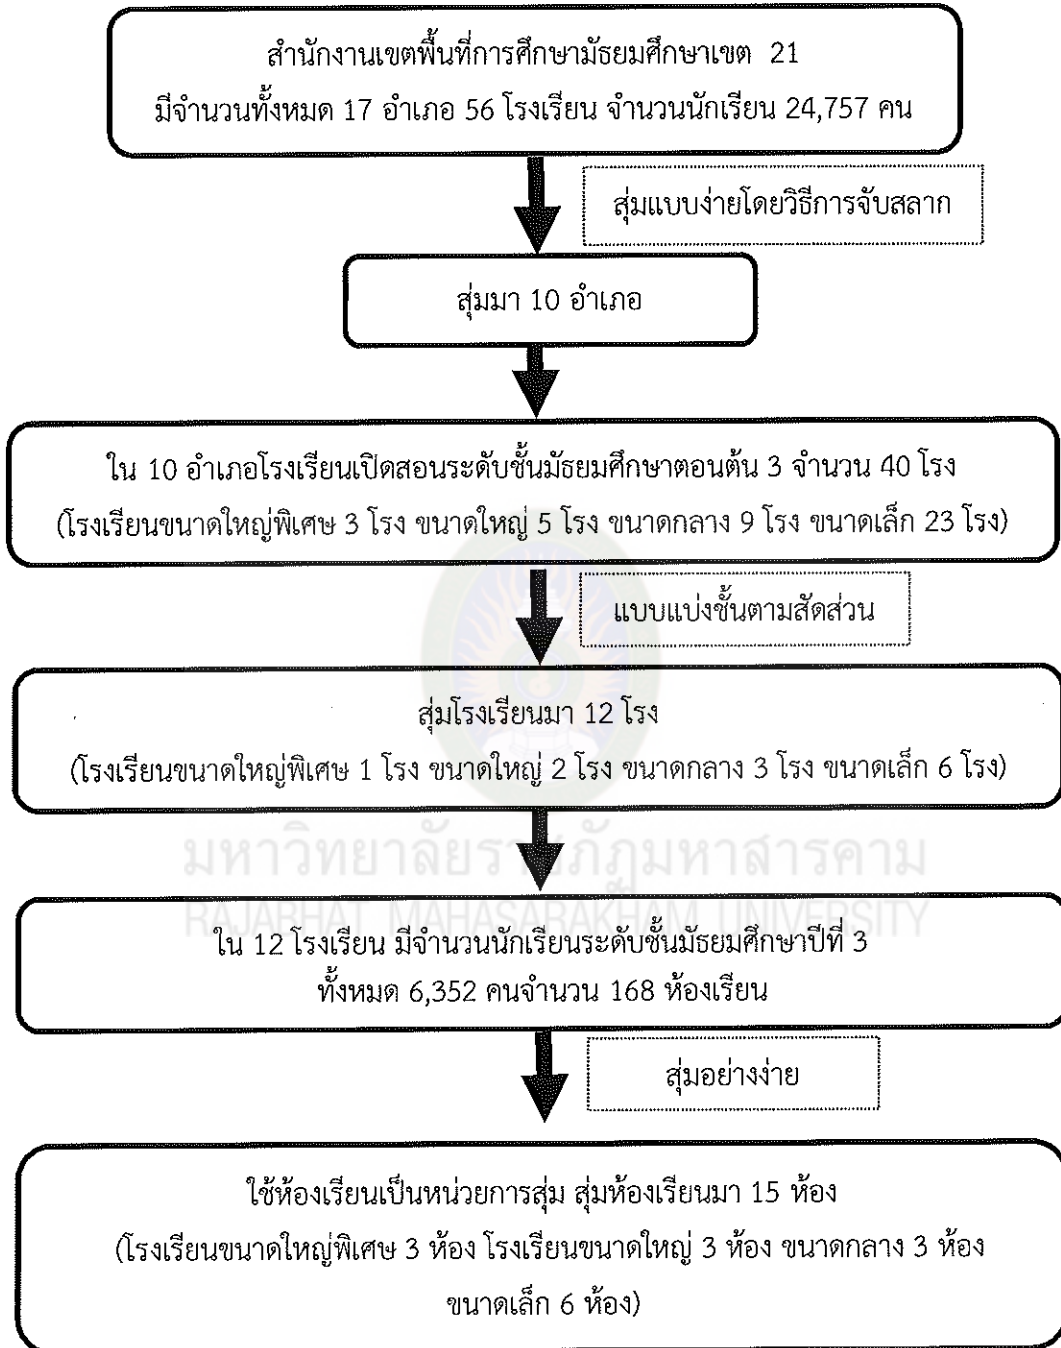 สำนักงานเขตพื้นที่การศึกษามัธยมศึกษาเขต 21
มีจำนวนทั้งหมด 17 อำเภอ 56 โรงเรียน จำนวนนักเรียน 24,757 คน
สุ่มแบบง่ายโดยวิธีการจับสลาก
สุ่มมา 10 อำเภอ
ใน 10 อำเภอโรงเรียนเปิดสอนระดับชั้นมัธยมศึกษาตอนต้น 3 จำนวน 40 โรง
(โรงเรียนขนาดใหญ่พิเศษ 3 โรง ขนาดใหญ่ 5 โรง ขนาดกลาง 9 โรง ขนาดเล็ก 23 โรง)
แบบแบ่งชั้นตามสัดส่วน
สุ่มโรงเรียนมา 12 โรง
(โรงเรียนขนาดใหญ่พิเศษ 1 โรง ขนาดใหญ่ 2 โรง ขนาดกลาง 3 โรง ขนาดเล็ก 6 โรง)
มหาวิทยาลัยราชภัฏมหาสารคาม
RAJABHAT MAHASARAKHAM UNIVERSITY
ใน 12 โรงเรียน มีจำนวนนักเรียนระดับชั้นมัธยมศึกษาปีที่ 3
ทั้งหมด 6,352 คนจำนวน 168 ห้องเรียน
สุ่มอย่างง่าย
ใช้ห้องเรียนเป็นหน่วยการสุ่ม สุ่มห้องเรียนมา 15 ห้อง
(โรงเรียนขนาดใหญ่พิเศษ 3 ห้อง โรงเรียนขนาดใหญ่ 3 ห้อง ขนาดกลาง 3 ห้อง
ขนาดเล็ก 6 ห้อง)